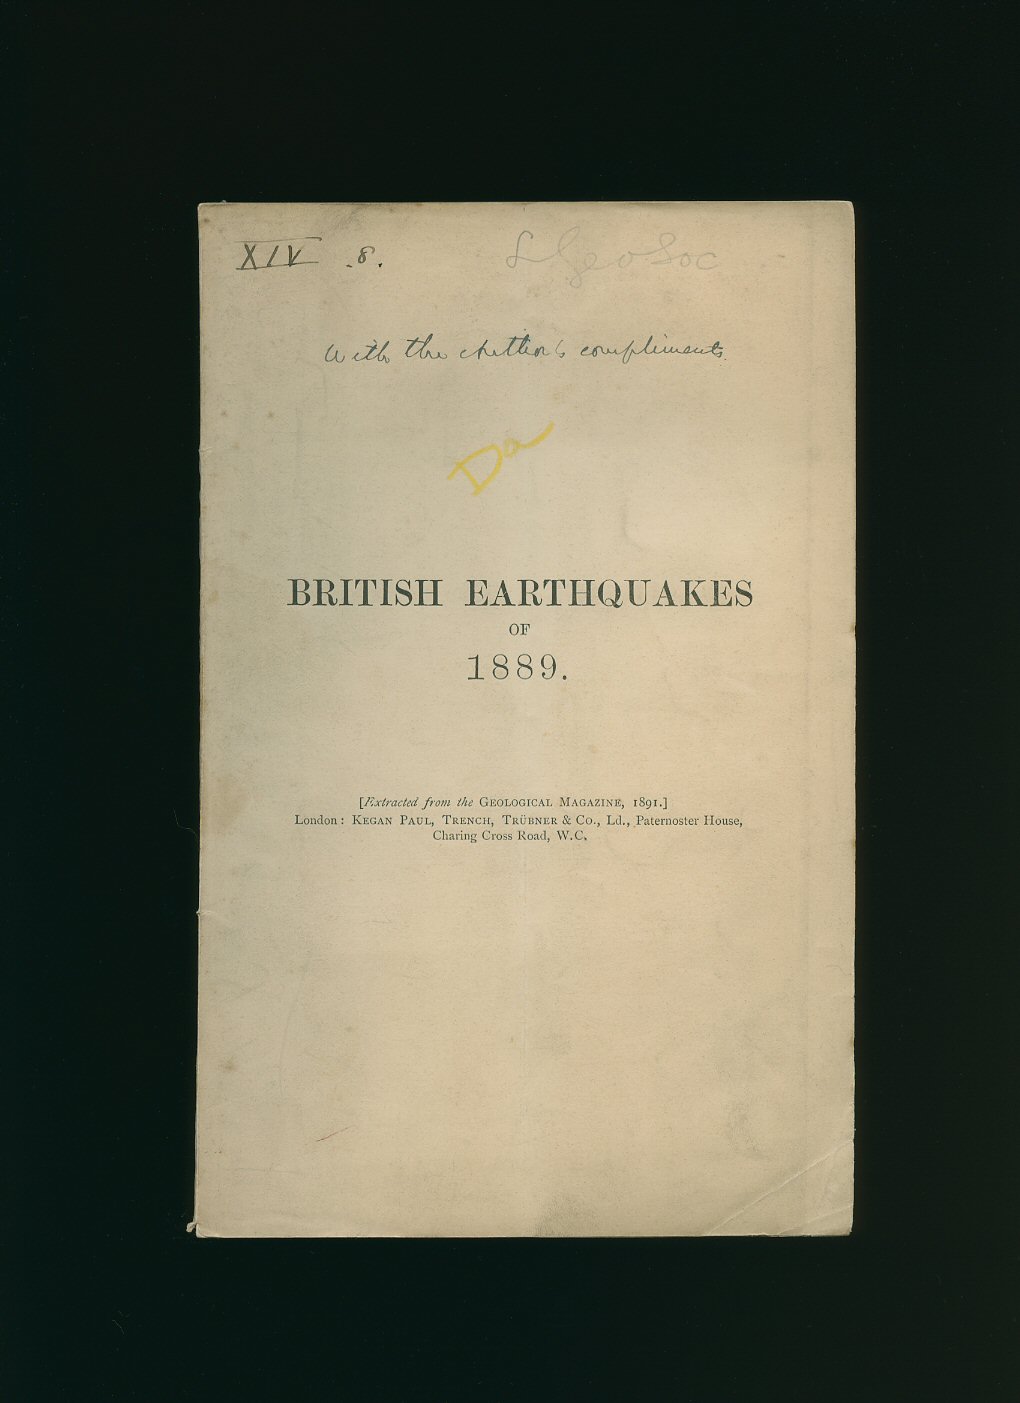 XIV .8.
L Geo Soc
With the Author's compliments.
Da
BRITISH EARTHQUAKES
OF
1889.
[Extracted from the GEOLOGICAL MAGAZINE, 1891.]
London: KEGAN PAUL, TRENCH, TRÜBNER & CO., Ld., Paternoster House,
Charing Cross Road, W.C.